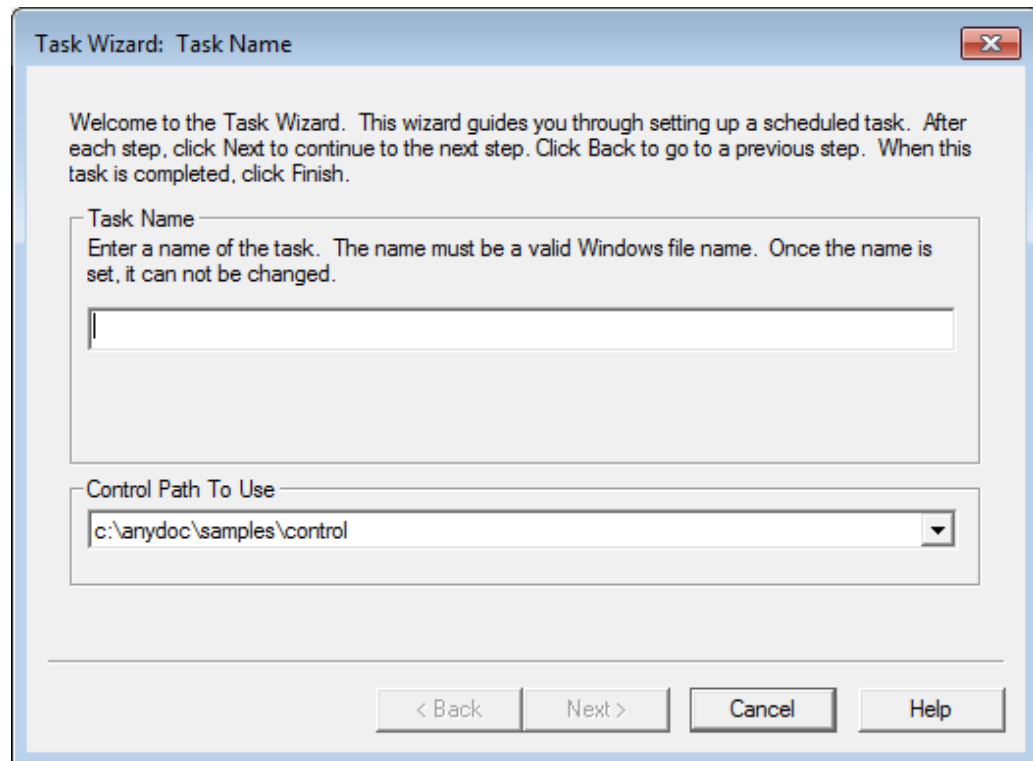 Task Wizard:  Task Name
Welcome to the Task Wizard.  This wizard guides you through setting up a scheduled task.  After
each step, click Next to continue to the next step. Click Back to go to a previous step.  When this
task is completed, click Finish.
Task Name
Enter a name of the task.  The name must be a valid Windows file name.  Once the name is
set, it can not be changed.
Control Path To Use
c:\anydoc\samples\control
< Back
Next >
Cancel
Help